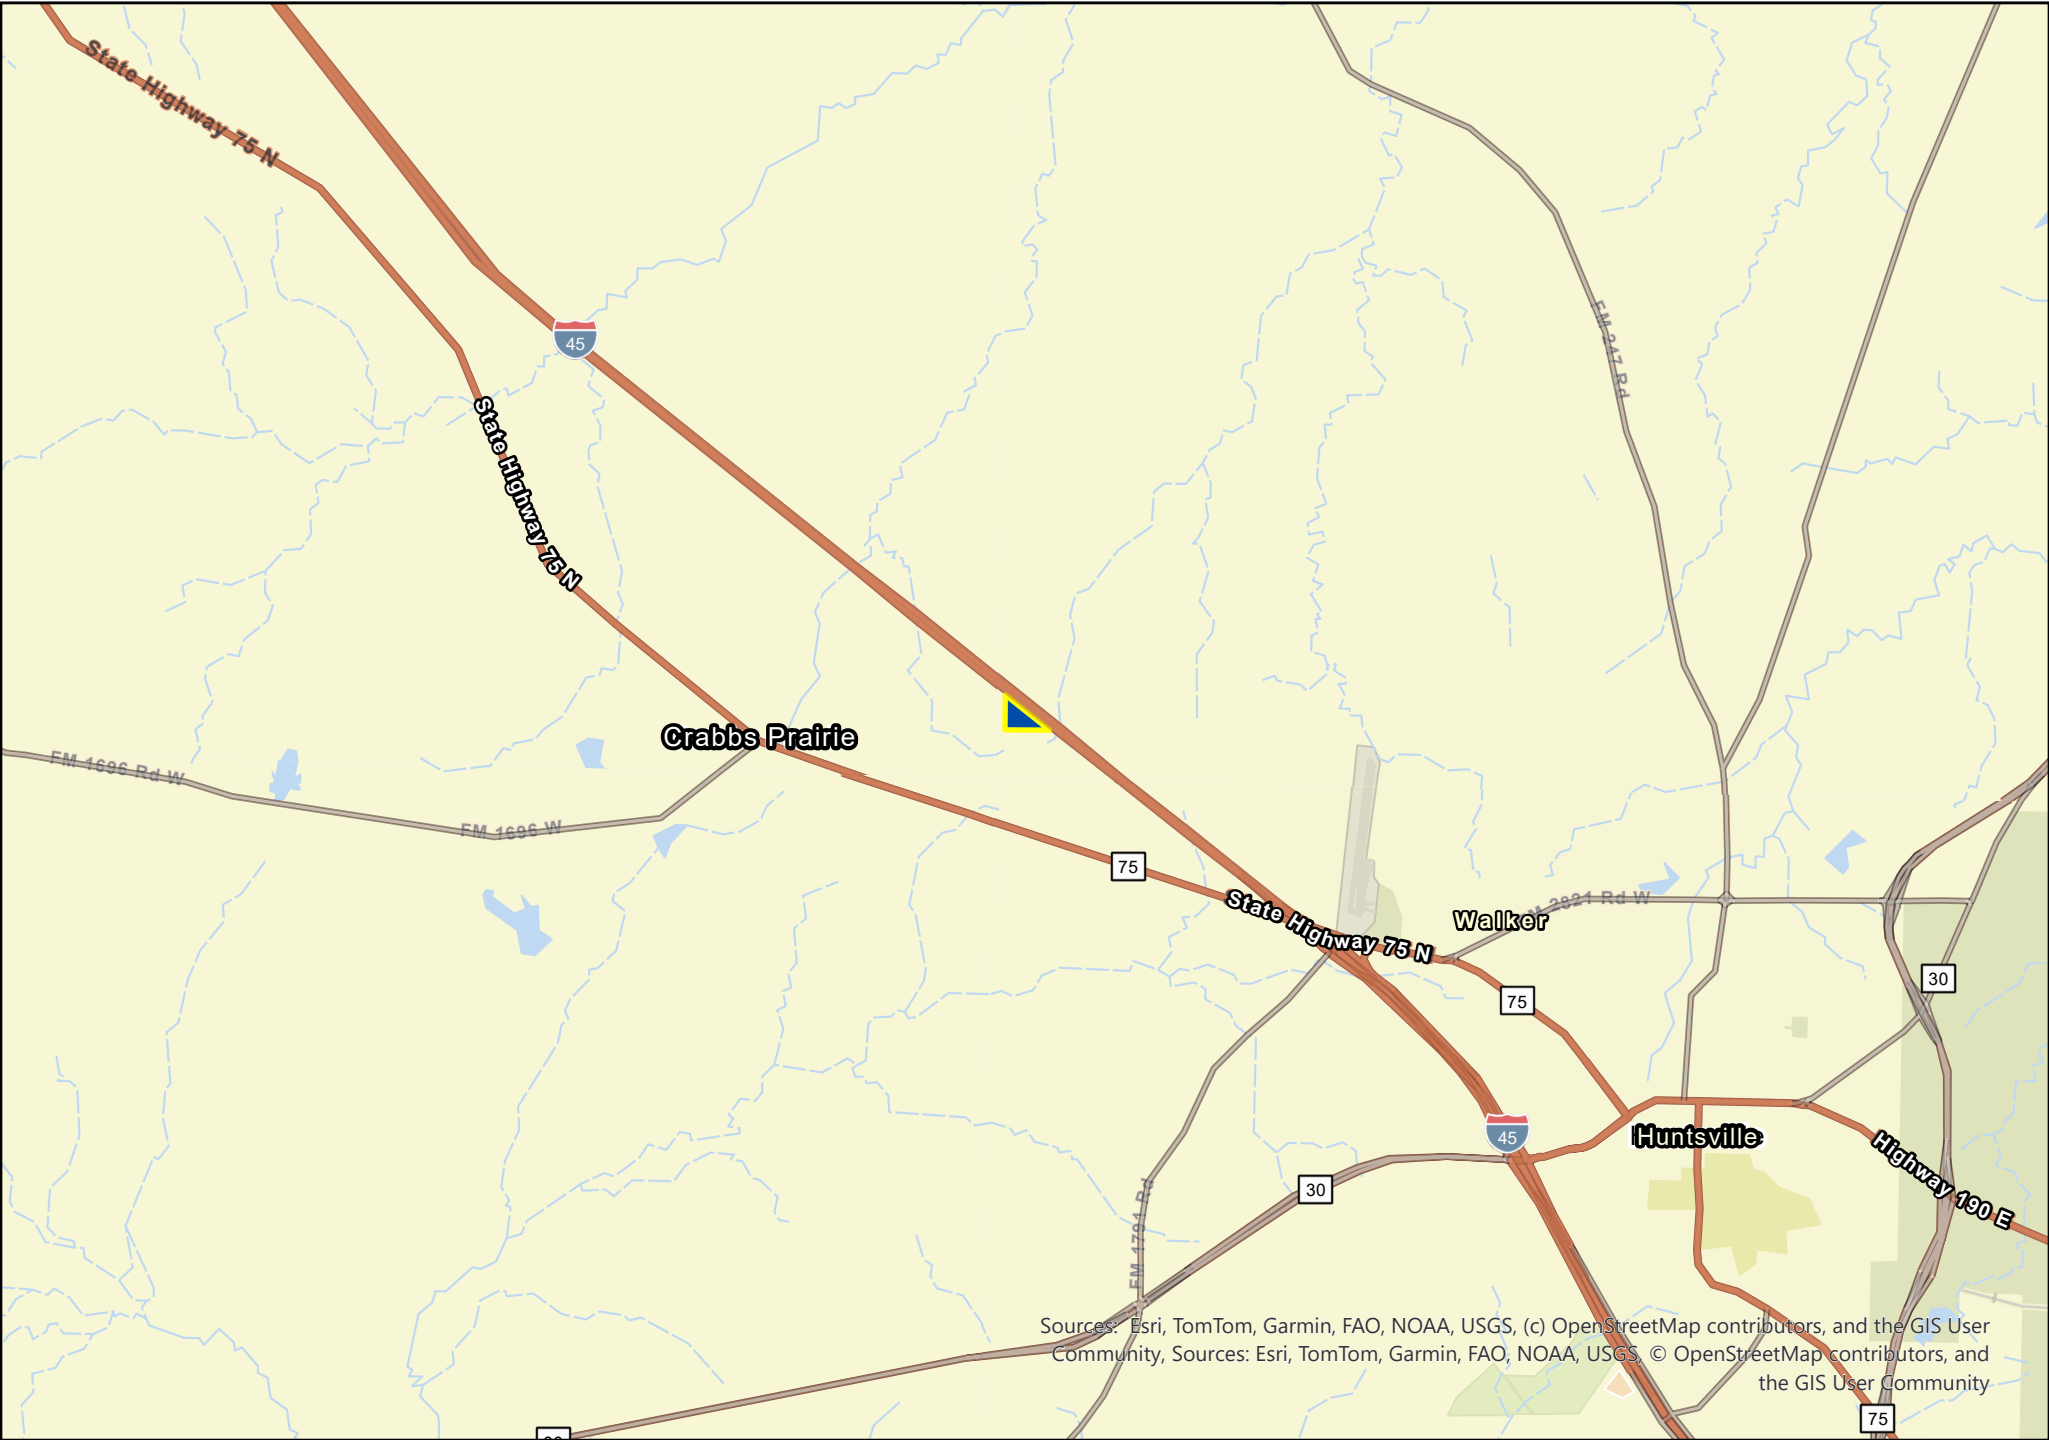 State Highway 75 N
45
FM 247 Rd
State Highway 75 N
Crabbs Prairie
FM 1696 Rd W
FM 1696 W
75
State Highway 75 N
Walker
2821 Rd W
30
75
45
Huntsville
Highway 190 E
30
FM 1791 Rd
Sources: Esri, TomTom, Garmin, FAO, NOAA, USGS, (c) OpenStreetMap contributors, and the GIS User
Community, Sources: Esri, TomTom, Garmin, FAO, NOAA, USGS, © OpenStreetMap contributors, and
the GIS User Community
75